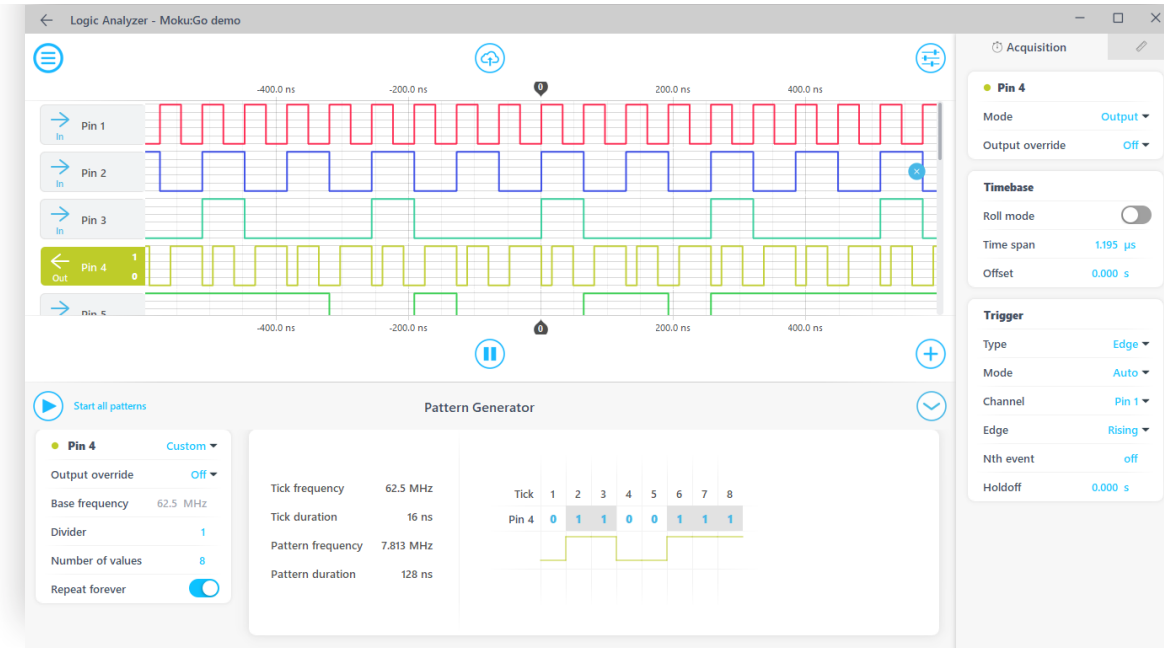 Logic Analyzer - Moku:Go demo
Acquisition
-400.0 ns -200.0 ns 0 200.0 ns 400.0 ns
In Pin 1
In Pin 2
In Pin 3
Out Pin 4 1 0
Pin 5
-400.0 ns -200.0 ns 0 200.0 ns 400.0 ns
Pin 4
Mode Output
Output override Off
Timebase
Roll mode
Time span 1.195 µs
Offset 0.000 s
Trigger
Type Edge
Mode Auto
Channel Pin 1
Edge Rising
Nth event off
Holdoff 0.000 s
Start all patterns
Pattern Generator
Pin 4 Custom
Output override Off
Base frequency 62.5 MHz
Divider 1
Number of values 8
Repeat forever
Tick frequency 62.5 MHz
Tick duration 16 ns
Pattern frequency 7.813 MHz
Pattern duration 128 ns
Tick 1 2 3 4 5 6 7 8
Pin 4 0 1 1 0 0 1 1 1